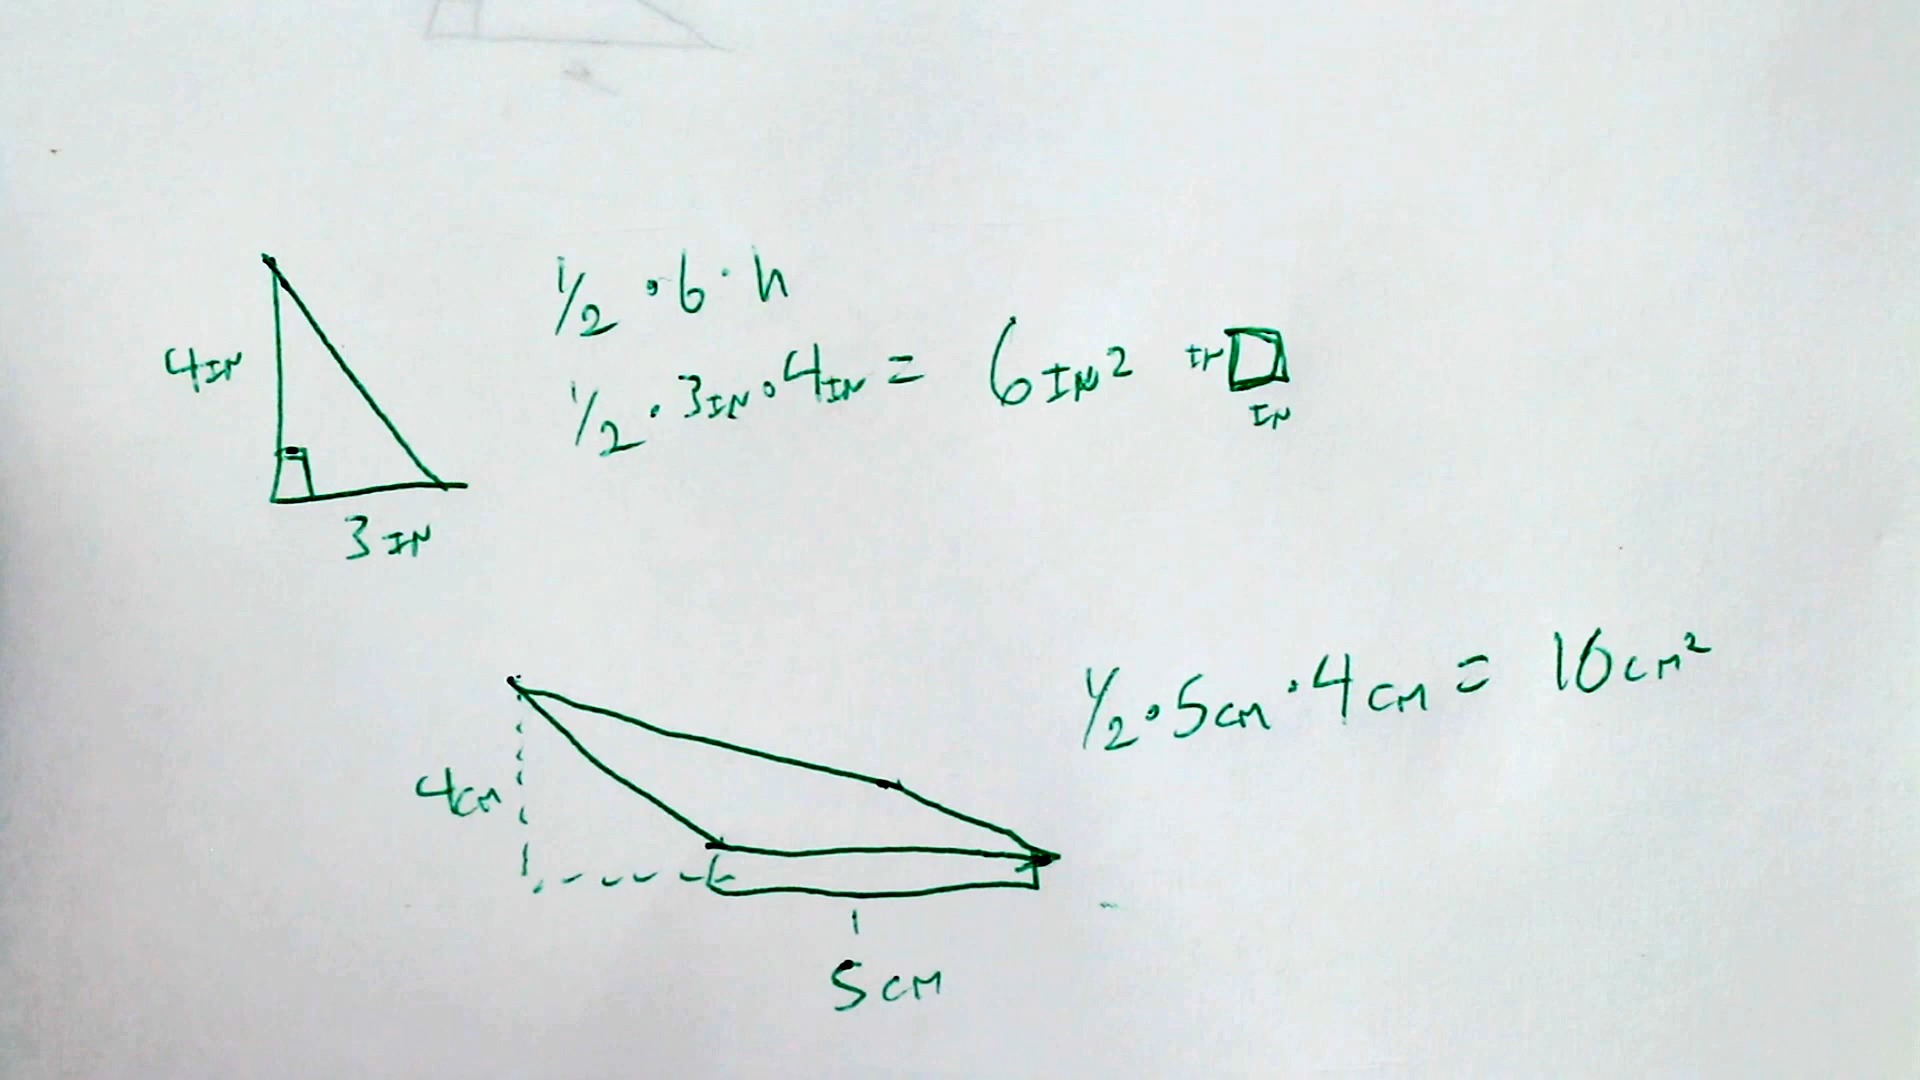 1/2 · b · h
4IN
1/2 · 3IN · 4IN = 6IN² IN
IN
3IN
1/2 · 5cm · 4cm = 10cm²
4cm
5cm